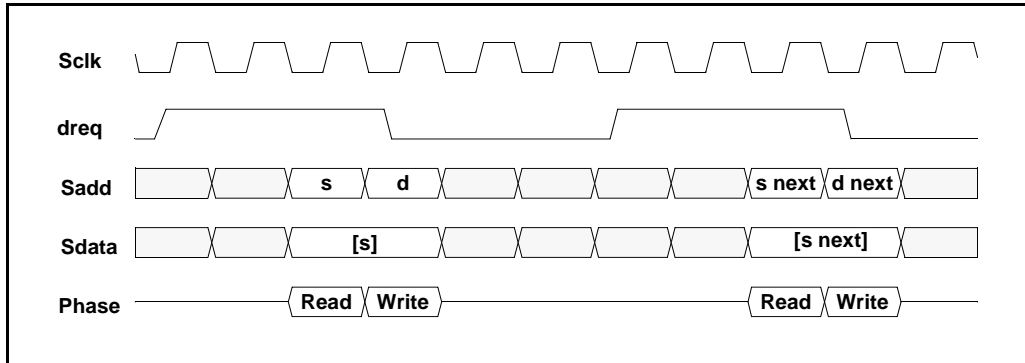 Sclk
dreq
Sadd s d s next d next
Sdata [s] [s next]
Phase Read Write Read Write